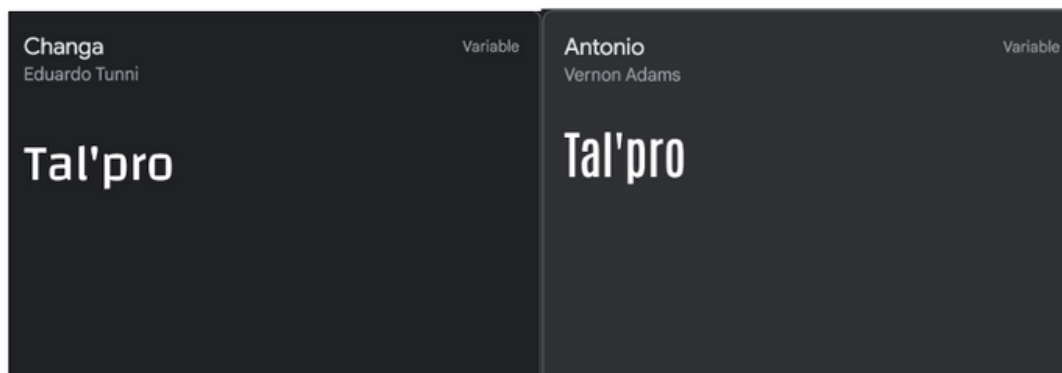 Changa
Variable
Eduardo Tunni
Tal'pro
Antonio
Variable
Vernon Adams
Tal'pro